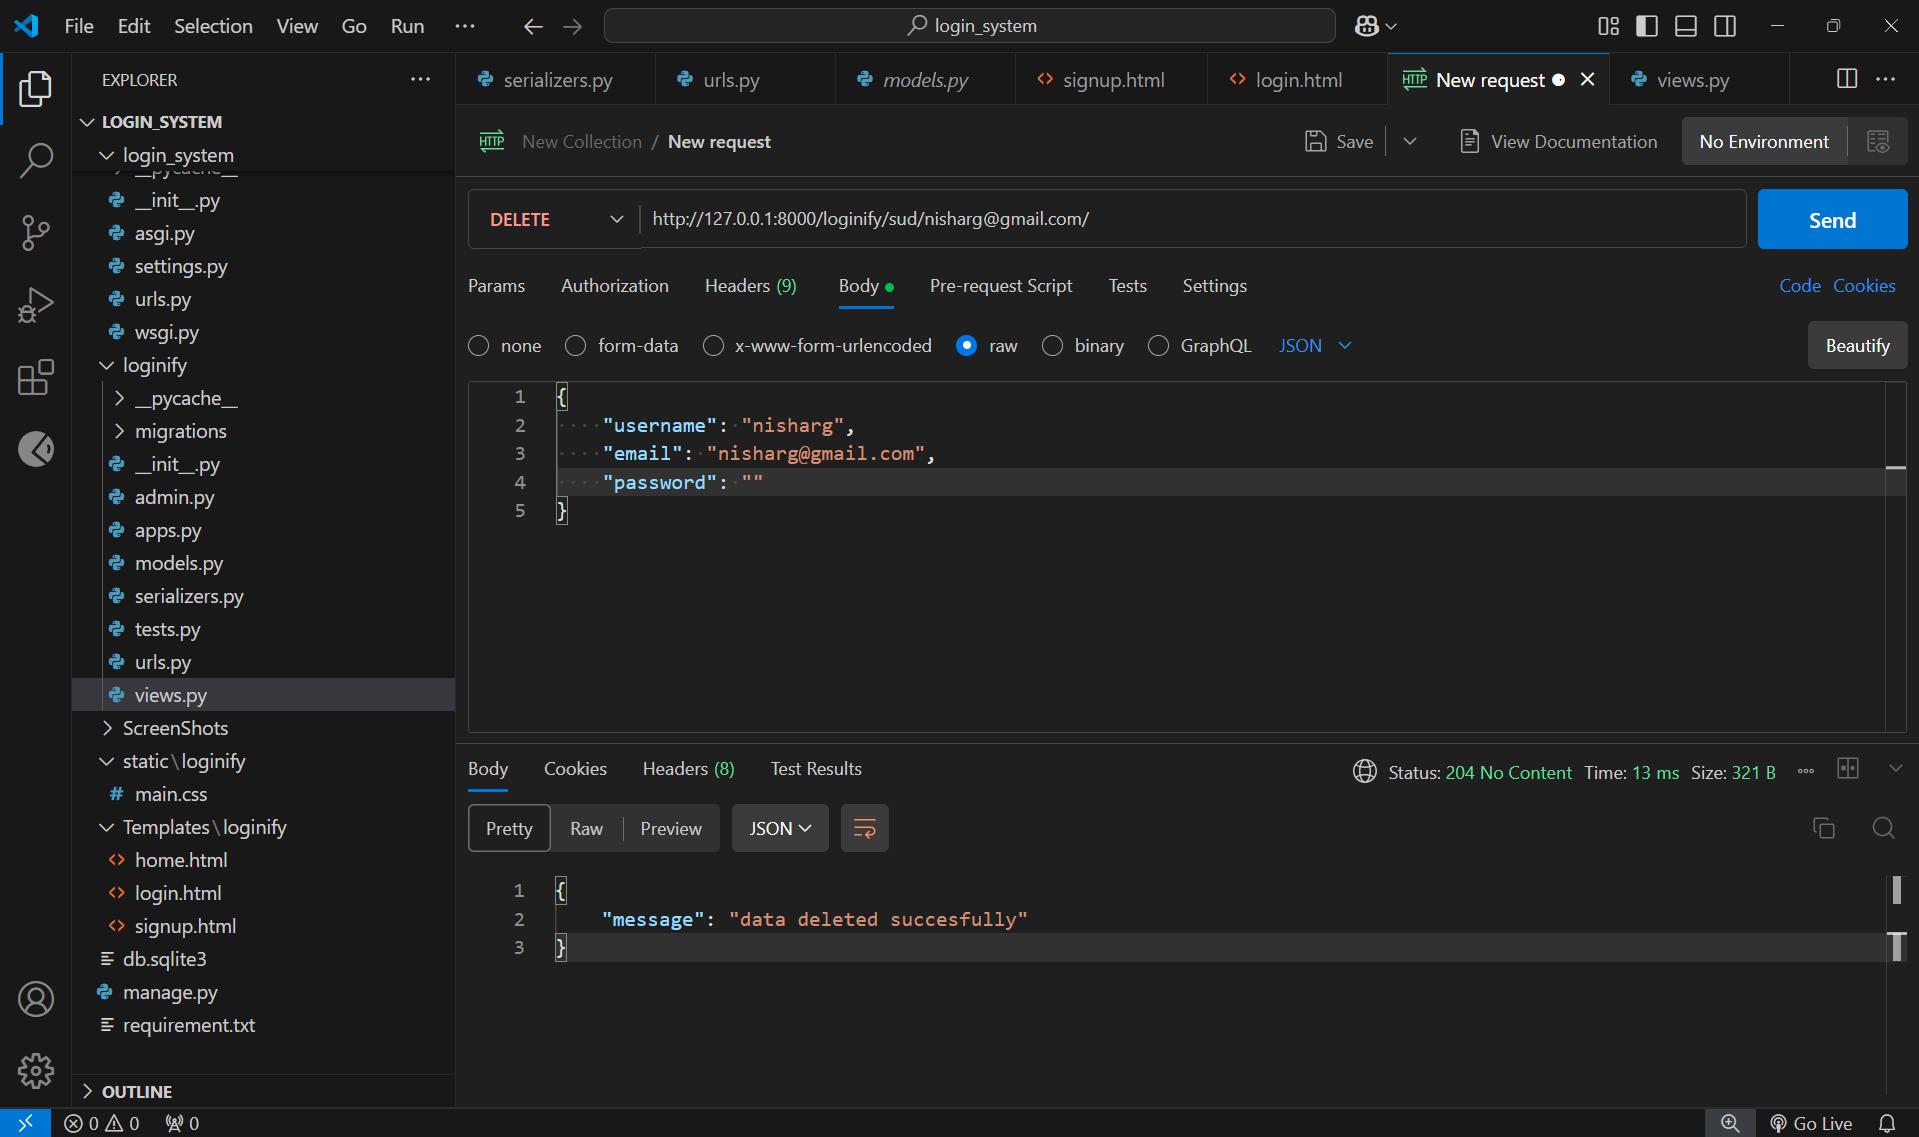 File Edit Selection View Go Run ··· login_system
EXPLORER ···
LOGIN_SYSTEM
login_system
__pycache__
__init__.py
asgi.py
settings.py
urls.py
wsgi.py
loginify
__pycache__
migrations
__init__.py
admin.py
apps.py
models.py
serializers.py
tests.py
urls.py
views.py
ScreenShots
static\loginify
# main.css
Templates\loginify
<> home.html
<> login.html
<> signup.html
db.sqlite3
manage.py
requirement.txt
OUTLINE
serializers.py urls.py models.py <> signup.html <> login.html HTTP New request views.py
HTTP New Collection / New request Save View Documentation No Environment
DELETE http://127.0.0.1:8000/loginify/sud/nisharg@gmail.com/ Send
Params Authorization Headers (9) Body Pre-request Script Tests Settings Code Cookies
none form-data x-www-form-urlencoded raw binary GraphQL JSON Beautify
1 {
2 "username": "nisharg",
3 "email": "nisharg@gmail.com",
4 "password": ""
5 }
Body Cookies Headers (8) Test Results Status: 204 No Content Time: 13 ms Size: 321 B
Pretty Raw Preview JSON
1 {
2 "message": "data deleted succesfully"
3 }
0 0 0 Go Live